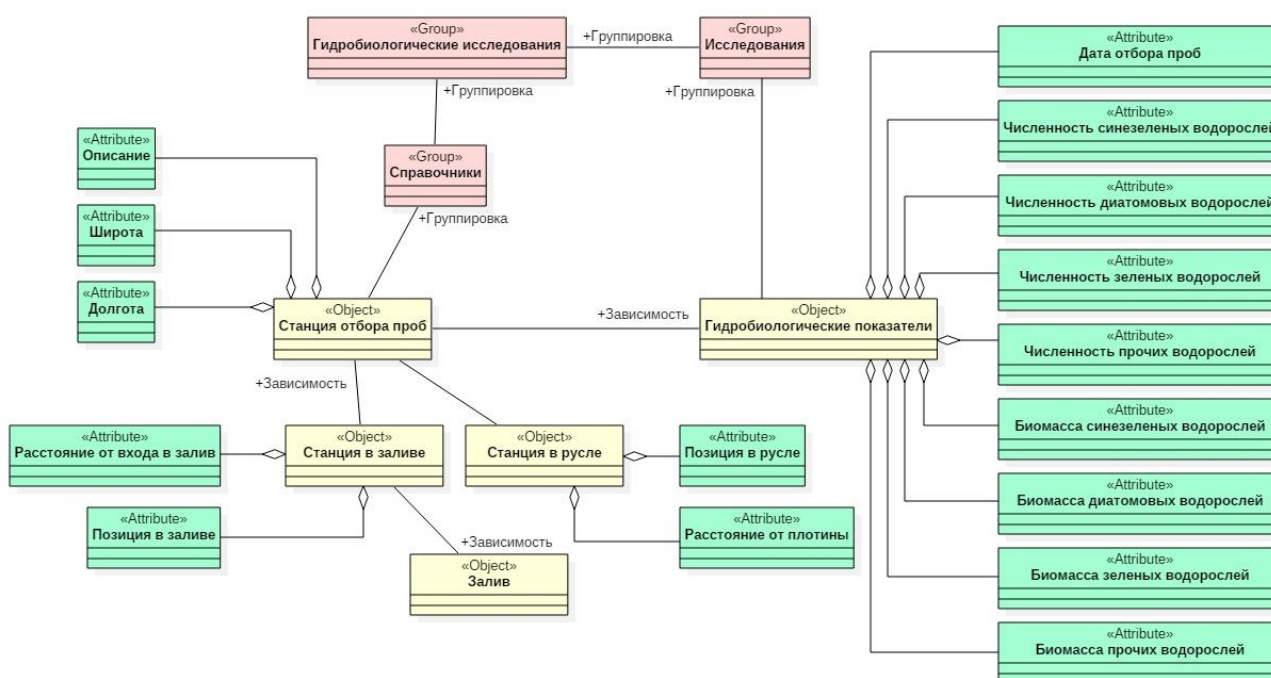 «Group»
Гидробиологические исследования
+Группировка
«Group»
Исследования
+Группировка
+Группировка
«Group»
Справочники
+Группировка
«Attribute»
Описание
«Attribute»
Широта
«Attribute»
Долгота
«Object»
Станция отбора проб
+Зависимость
«Object»
Гидробиологические показатели
+Зависимость
«Attribute»
Расстояние от входа в залив
«Object»
Станция в заливе
«Object»
Станция в русле
«Attribute»
Позиция в русле
«Attribute»
Позиция в заливе
+Зависимость
«Attribute»
Расстояние от плотины
«Object»
Залив
«Attribute»
Дата отбора проб
«Attribute»
Численность синезеленых водорослей
«Attribute»
Численность диатомовых водорослей
«Attribute»
Численность зеленых водорослей
«Attribute»
Численность прочих водорослей
«Attribute»
Биомасса синезеленых водорослей
«Attribute»
Биомасса диатомовых водорослей
«Attribute»
Биомасса зеленых водорослей
«Attribute»
Биомасса прочих водорослей